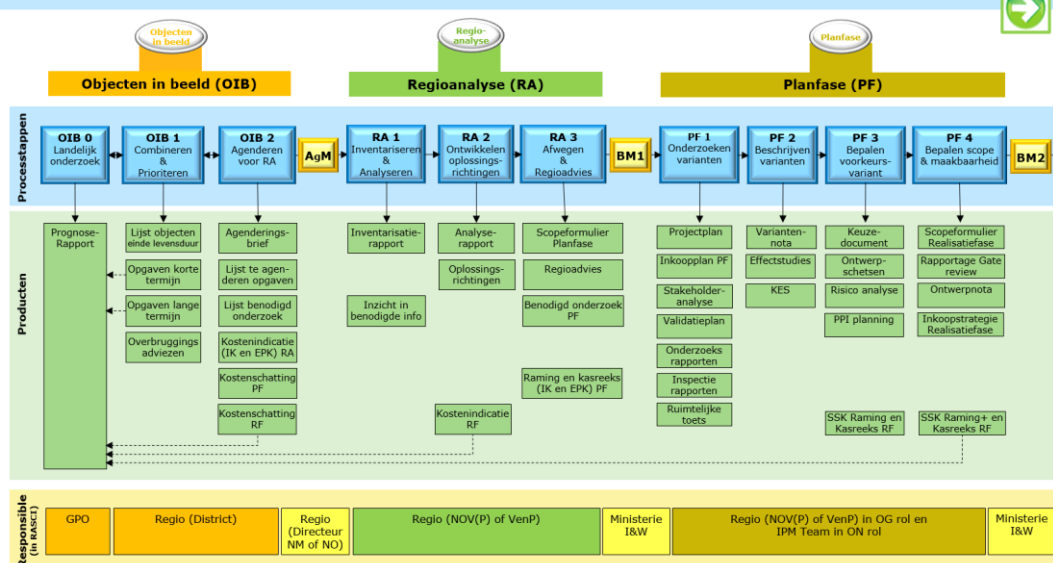 Objecten
in beeld
Regio-
analyse
Planfase
Objecten in beeld (OIB)
Regioanalyse (RA)
Planfase (PF)
Processtappen
OIB 0
Landelijk
onderzoek
OIB 1
Combineren
&
Prioriteren
OIB 2
Agenderen
voor RA
AgM
RA 1
Inventariseren
&
Analyseren
RA 2
Ontwikkelen
oplossings-
richtingen
RA 3
Afwegen
&
Regioadvies
BM1
PF 1
Onderzoeken
varianten
PF 2
Beschrijven
varianten
PF 3
Bepalen
voorkeurs-
variant
PF 4
Bepalen scope
& maakbaarheid
BM2
Producten
Prognose-
Rapport
Lijst objecten
einde levensduur
Opgaven korte
termijn
Opgaven lange
termijn
Overbruggings
adviezen
Agenderings-
brief
Lijst te agen-
deren opgaven
Lijst benodigd
onderzoek
Kostenindicatie
(IK en EPK) RA
Kostenschatting
PF
Kostenschatting
RF
Inventarisatie-
rapport
Inzicht in
benodigde info
Analyse-
rapport
Oplossings-
richtingen
Kostenindicatie
RF
Scopeformulier
Planfase
Regioadvies
Benodigd onderzoek
PF
Raming en kasreeks
(IK en EPK) PF
Projectplan
Inkoopplan PF
Stakeholder-
analyse
Validatieplan
Onderzoeks
rapporten
Inspectie
rapporten
Ruimtelijke
toets
Varianten-
nota
Effectstudies
KES
Keuze-
document
Ontwerp-
schetsen
Risico analyse
PPI planning
SSK Raming en
Kasreeks RF
Scopeformulier
Realisatiefase
Rapportage Gate
review
Ontwerpnota
Inkoopstrategie
Realisatiefase
SSK Raming+ en
Kasreeks RF
Responsible
(in RASCI)
GPO
Regio (District)
Regio
(Directeur
NM of NO)
Regio (NOV(P) of VenP)
Ministerie
I&W
Regio (NOV(P) of VenP) in OG rol en
IPM Team in ON rol
Ministerie
I&W